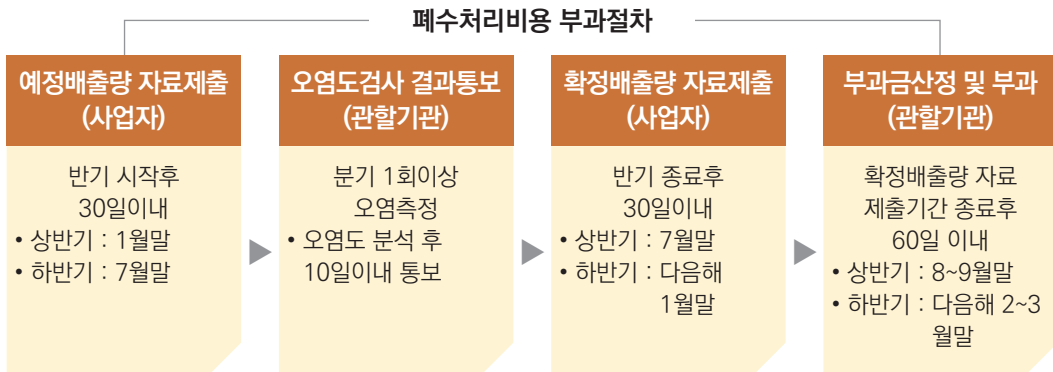 폐수처리비용 부과절차
예정배출량 자료제출
(사업자)
반기 시작후
30일이내
• 상반기 : 1월말
• 하반기 : 7월말
오염도검사 결과통보
(관할기관)
분기 1회이상
오염측정
• 오염도 분석 후
10일이내 통보
확정배출량 자료제출
(사업자)
반기 종료후
30일이내
• 상반기 : 7월말
• 하반기 : 다음해
1월말
부과금산정 및 부과
(관할기관)
확정배출량 자료
제출기간 종료후
60일 이내
• 상반기 : 8~9월말
• 하반기 : 다음해 2~3
월말